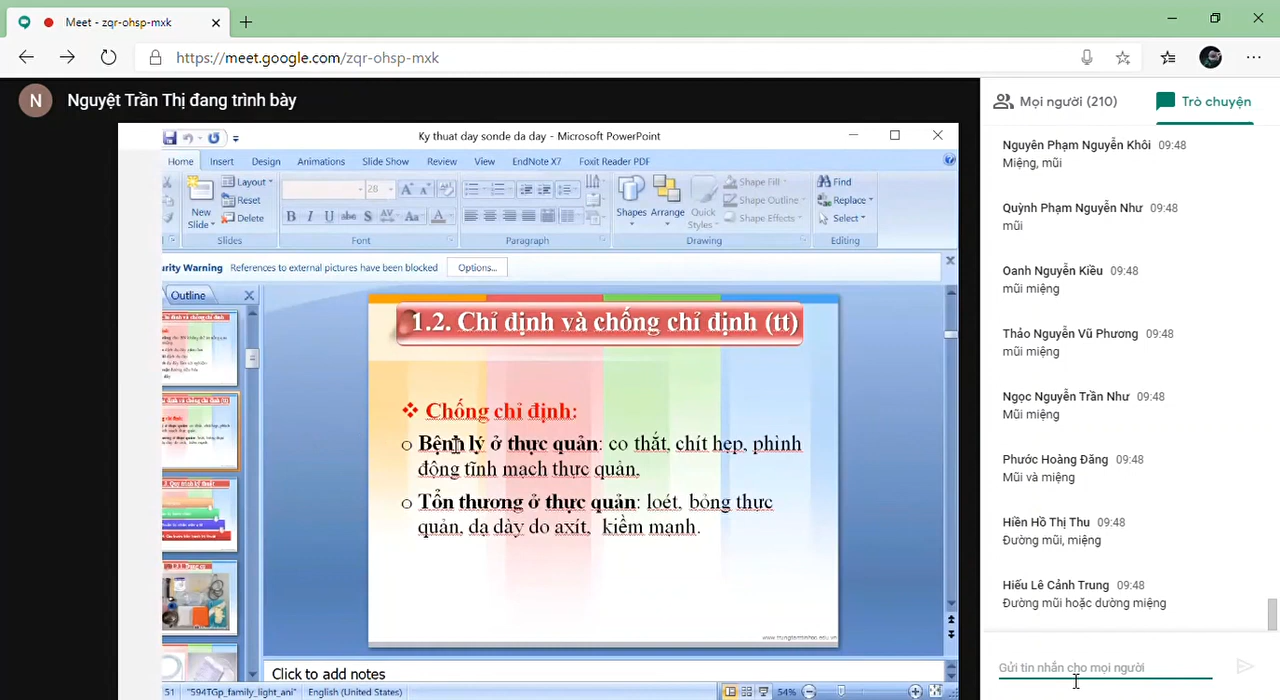 Meet - zqr-ohsp-mxk
https://meet.google.com/zqr-ohsp-mxk
N
Nguyệt Trần Thị đang trình bày
Ky thuat day sonde da day - Microsoft PowerPoint
Home Insert Design Animations Slide Show Review View EndNote X7 Foxit Reader PDF
New Slide
Layout
Reset
Delete
Slides
28
B I U abc S AV Aa A
Font
Paragraph
Shapes
Arrange
Quick Styles
Shape Fill
Shape Outline
Shape Effects
Drawing
Find
Replace
Select
Editing
urity Warning References to external pictures have been blocked Options...
Outline
1.2. Chỉ định và chống chỉ định (tt)
❖ Chống chỉ định:
o Bệnh lý ở thực quản: co thắt, chít hẹp, phình
động tĩnh mạch thực quản,
o Tổn thương ở thực quản: loét, bỏng thực
quản, dạ dày do axít, kiềm mạnh.
www.trungtamtinhoc.edu.vn
Click to add notes
51 "594TGp_family_light_ani" English (United States) 54%
Mọi người (210)
Trò chuyện
Nguyên Phạm Nguyễn Khôi 09:48
Miệng, mũi
Quỳnh Phạm Nguyễn Như 09:48
mũi
Oanh Nguyễn Kiều 09:48
mũi miệng
Thảo Nguyễn Vũ Phương 09:48
mũi miệng
Ngọc Nguyễn Trần Như 09:48
Mũi miệng
Phước Hoàng Đăng 09:48
Mũi và miệng
Hiền Hồ Thị Thu 09:48
Đường mũi, miệng
Hiếu Lê Cảnh Trung 09:48
Đường mũi hoặc dường miệng
Gửi tin nhắn cho mọi người